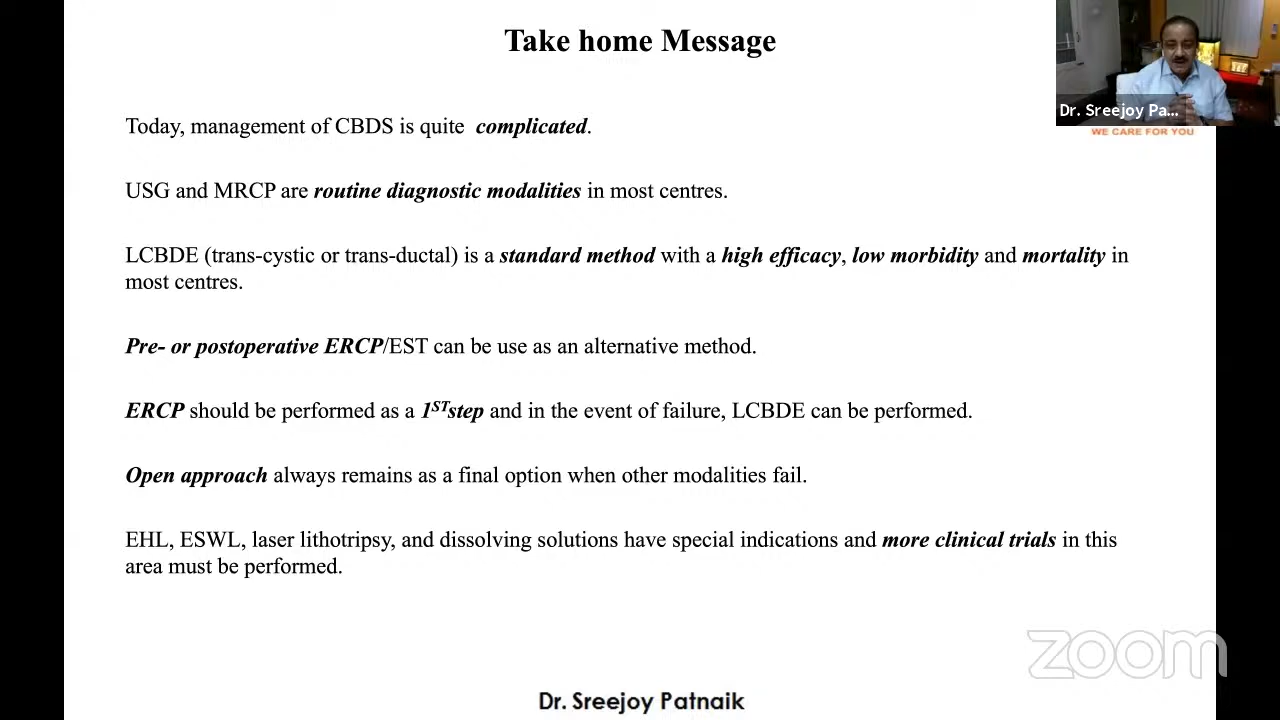 Take home Message
Dr. Sreejoy Pa...
WE CARE FOR YOU
Today, management of CBDS is quite complicated.
USG and MRCP are routine diagnostic modalities in most centres.
LCBDE (trans-cystic or trans-ductal) is a standard method with a high efficacy, low morbidity and mortality in
most centres.
Pre- or postoperative ERCP/EST can be use as an alternative method.
ERCP should be performed as a 1ST step and in the event of failure, LCBDE can be performed.
Open approach always remains as a final option when other modalities fail.
EHL, ESWL, laser lithotripsy, and dissolving solutions have special indications and more clinical trials in this
area must be performed.
zoom
Dr. Sreejoy Patnaik